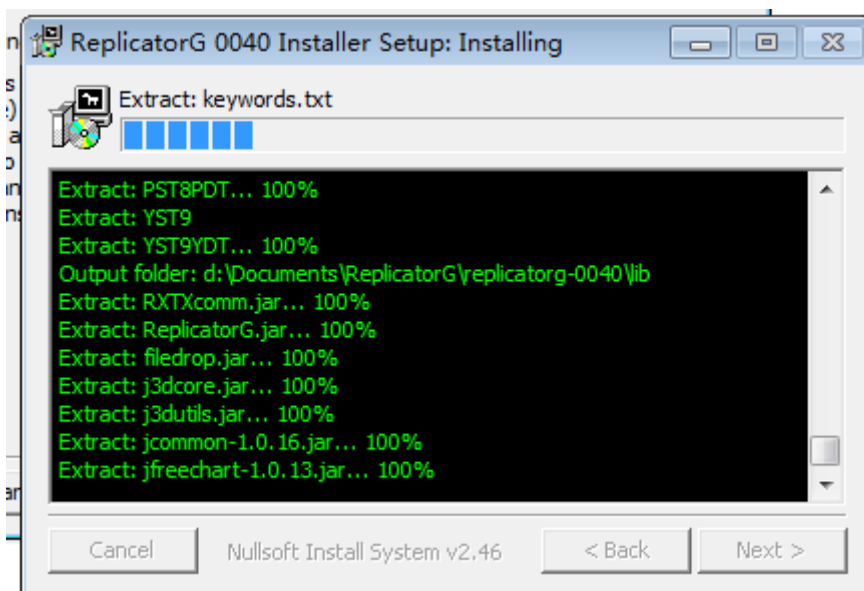 ReplicatorG 0040 Installer Setup: Installing
Extract: keywords.txt
Extract: PST8PDT... 100%
Extract: YST9
Extract: YST9YDT... 100%
Output folder: d:\Documents\ReplicatorG\replicatorg-0040\lib
Extract: RXTXcomm.jar... 100%
Extract: ReplicatorG.jar... 100%
Extract: filedrop.jar... 100%
Extract: j3dcore.jar... 100%
Extract: j3dutils.jar... 100%
Extract: jcommon-1.0.16.jar... 100%
Extract: jfreechart-1.0.13.jar... 100%
Cancel Nullsoft Install System v2.46 < Back Next >